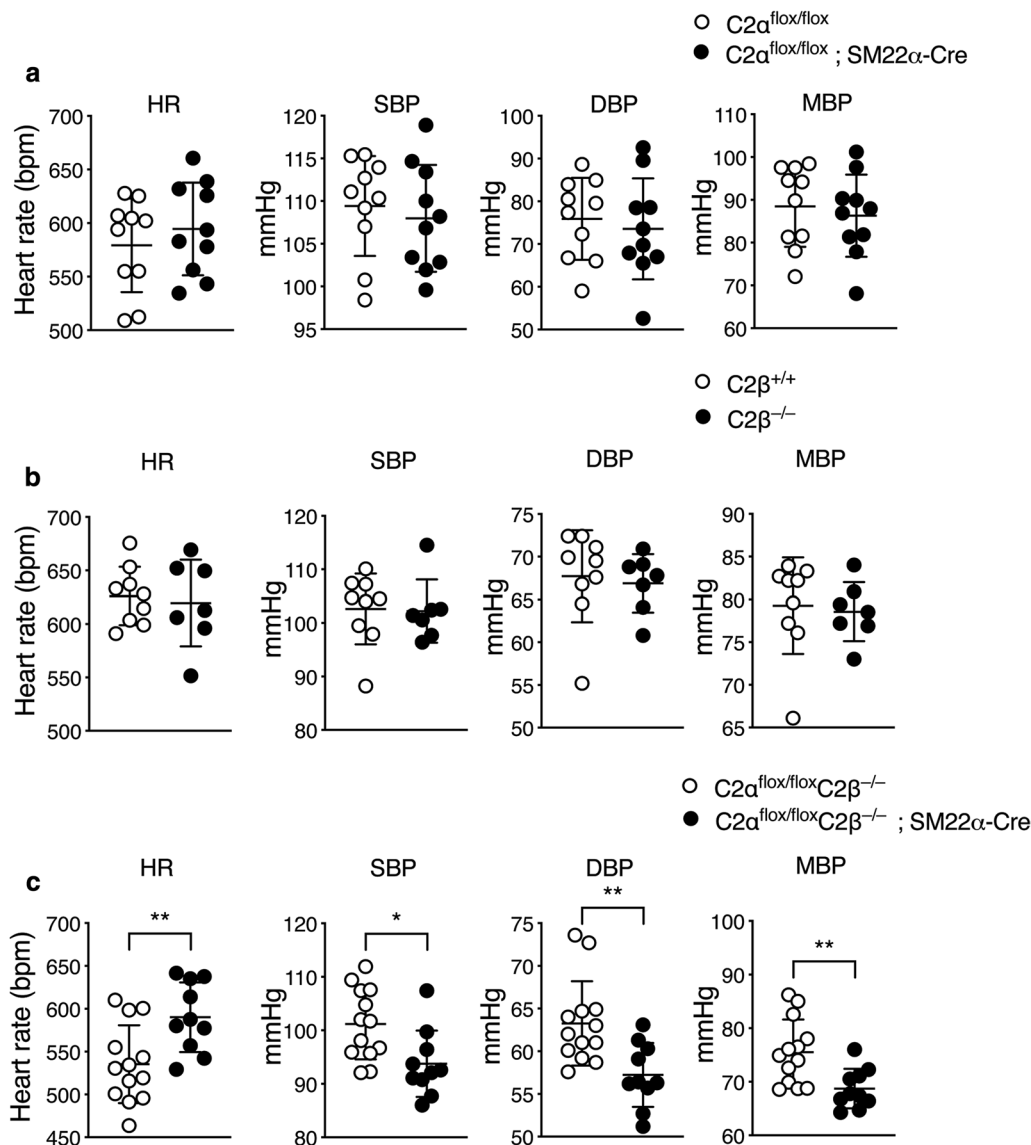 C2α^flox/flox
C2α^flox/flox ; SM22α-Cre
a
HR SBP DBP MBP
Heart rate (bpm)
700
650
600
550
500
mmHg
120
115
110
105
100
95
mmHg
100
90
80
70
60
50
mmHg
110
100
90
80
70
60
C2β^+/+
C2β^−/−
b
HR SBP DBP MBP
Heart rate (bpm)
700
650
600
550
500
mmHg
120
110
100
90
80
mmHg
75
70
65
60
55
50
mmHg
90
85
80
75
70
65
C2α^flox/flox C2β^−/−
C2α^flox/flox C2β^−/− ; SM22α-Cre
c
HR SBP DBP MBP
** * ** **
Heart rate (bpm)
700
650
600
550
500
450
mmHg
120
110
100
90
80
mmHg
75
70
65
60
55
50
mmHg
100
90
80
70
60